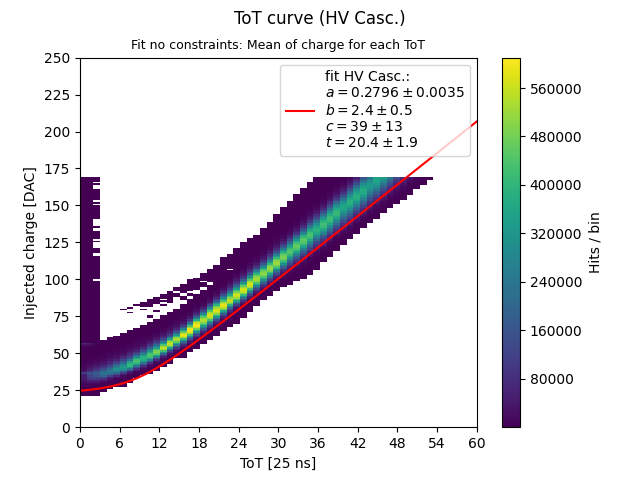 ToT curve (HV Casc.)
Fit no constraints: Mean of charge for each ToT
fit HV Casc.:
a = 0.2796 ± 0.0035
b = 2.4 ± 0.5
c = 39 ± 13
t = 20.4 ± 1.9
250
225
200
175
150
125
100
75
50
25
0
Injected charge [DAC]
0 6 12 18 24 30 36 42 48 54 60
ToT [25 ns]
560000
480000
400000
320000
240000
160000
80000
Hits / bin